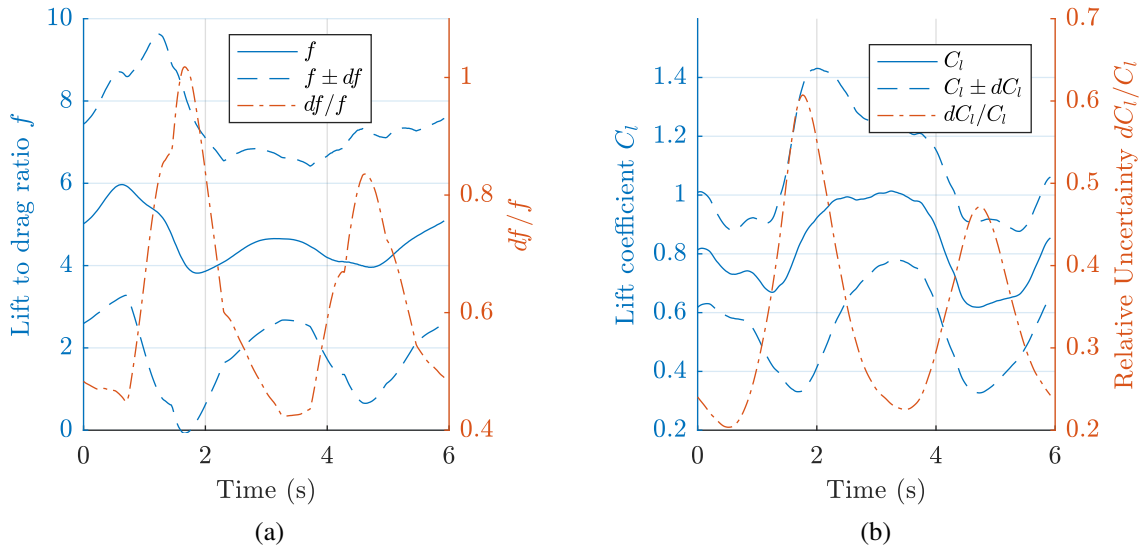 10
8
6
4
2
0
0
2
4
6
1
0.8
0.6
0.4
Lift to drag ratio f
df/f
Time (s)
f
f ± df
df/f
(a)
1.4
1.2
1
0.8
0.6
0.4
0.2
0
2
4
6
0.7
0.6
0.5
0.4
0.3
0.2
Lift coefficient C_l
Relative Uncertainty dC_l/C_l
Time (s)
C_l
C_l ± dC_l
dC_l/C_l
(b)